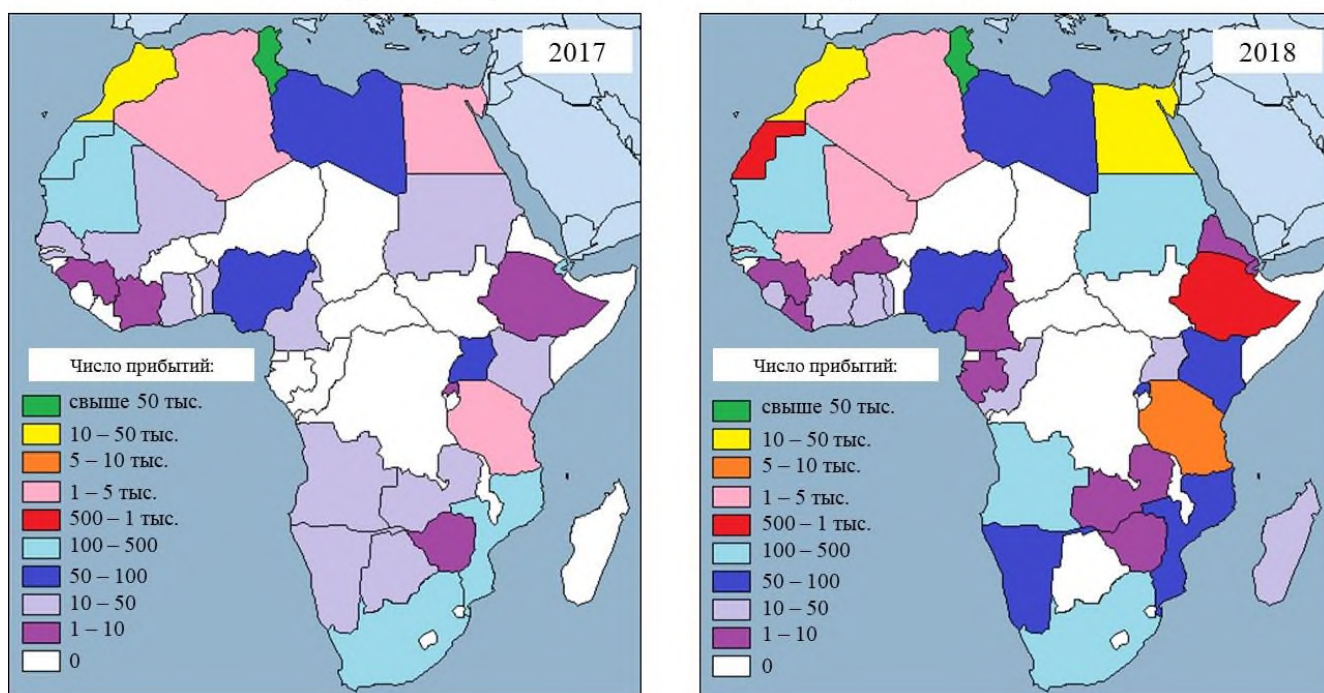 2017
Число прибытий:
свыше 50 тыс.
10 – 50 тыс.
5 – 10 тыс.
1 – 5 тыс.
500 – 1 тыс.
100 – 500
50 – 100
10 – 50
1 – 10
0
2018
Число прибытий:
свыше 50 тыс.
10 – 50 тыс.
5 – 10 тыс.
1 – 5 тыс.
500 – 1 тыс.
100 – 500
50 – 100
10 – 50
1 – 10
0